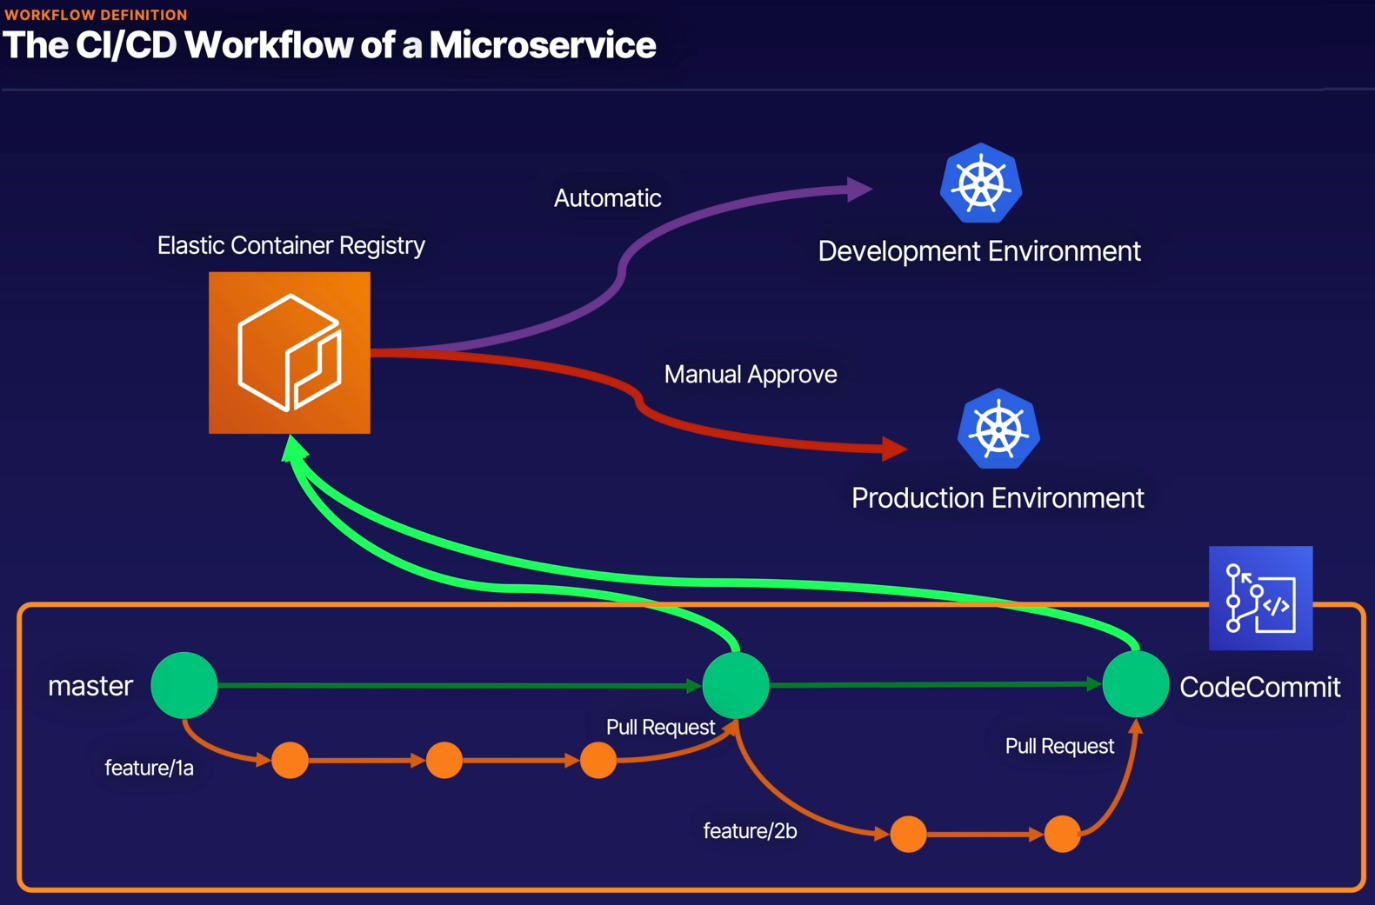 WORKFLOW DEFINITION
The CI/CD Workflow of a Microservice
Automatic
Development Environment
Elastic Container Registry
Manual Approve
Production Environment
master
CodeCommit
Pull Request
Pull Request
feature/1a
feature/2b